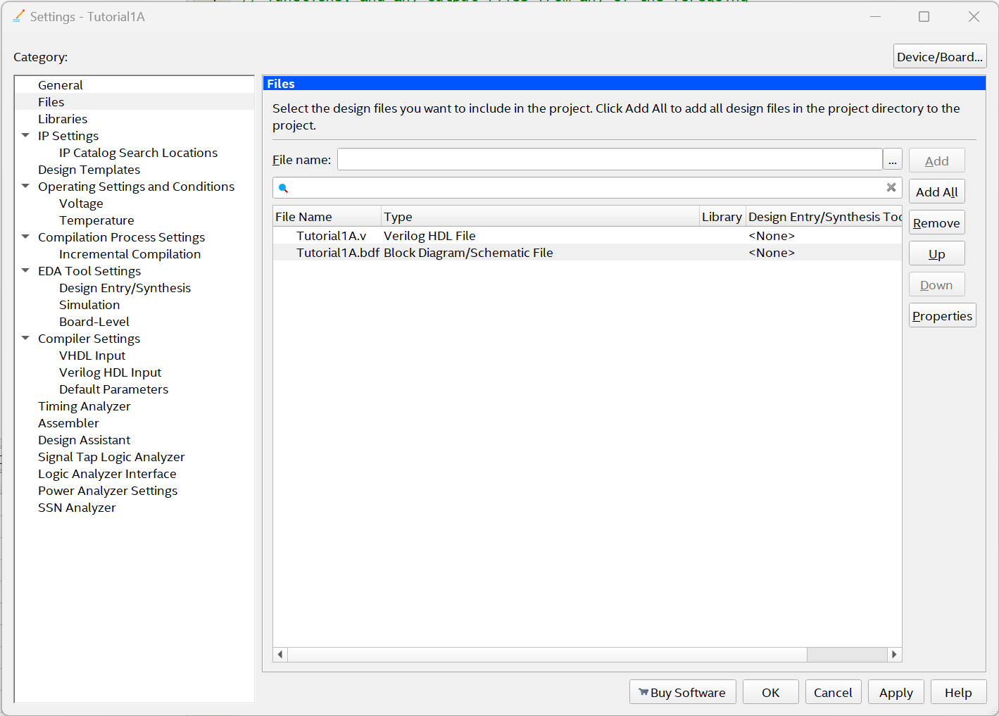 Settings - Tutorial1A
Category:
Device/Board...
General
Files
Libraries
IP Settings
IP Catalog Search Locations
Design Templates
Operating Settings and Conditions
Voltage
Temperature
Compilation Process Settings
Incremental Compilation
EDA Tool Settings
Design Entry/Synthesis
Simulation
Board-Level
Compiler Settings
VHDL Input
Verilog HDL Input
Default Parameters
Timing Analyzer
Assembler
Design Assistant
Signal Tap Logic Analyzer
Logic Analyzer Interface
Power Analyzer Settings
SSN Analyzer
Files
Select the design files you want to include in the project. Click Add All to add all design files in the project directory to the
project.
File name:
...
Add
Add All
Remove
Up
Down
Properties
File Name Type Library Design Entry/Synthesis Too
Tutorial1A.v Verilog HDL File <None>
Tutorial1A.bdf Block Diagram/Schematic File <None>
Buy Software
OK
Cancel
Apply
Help